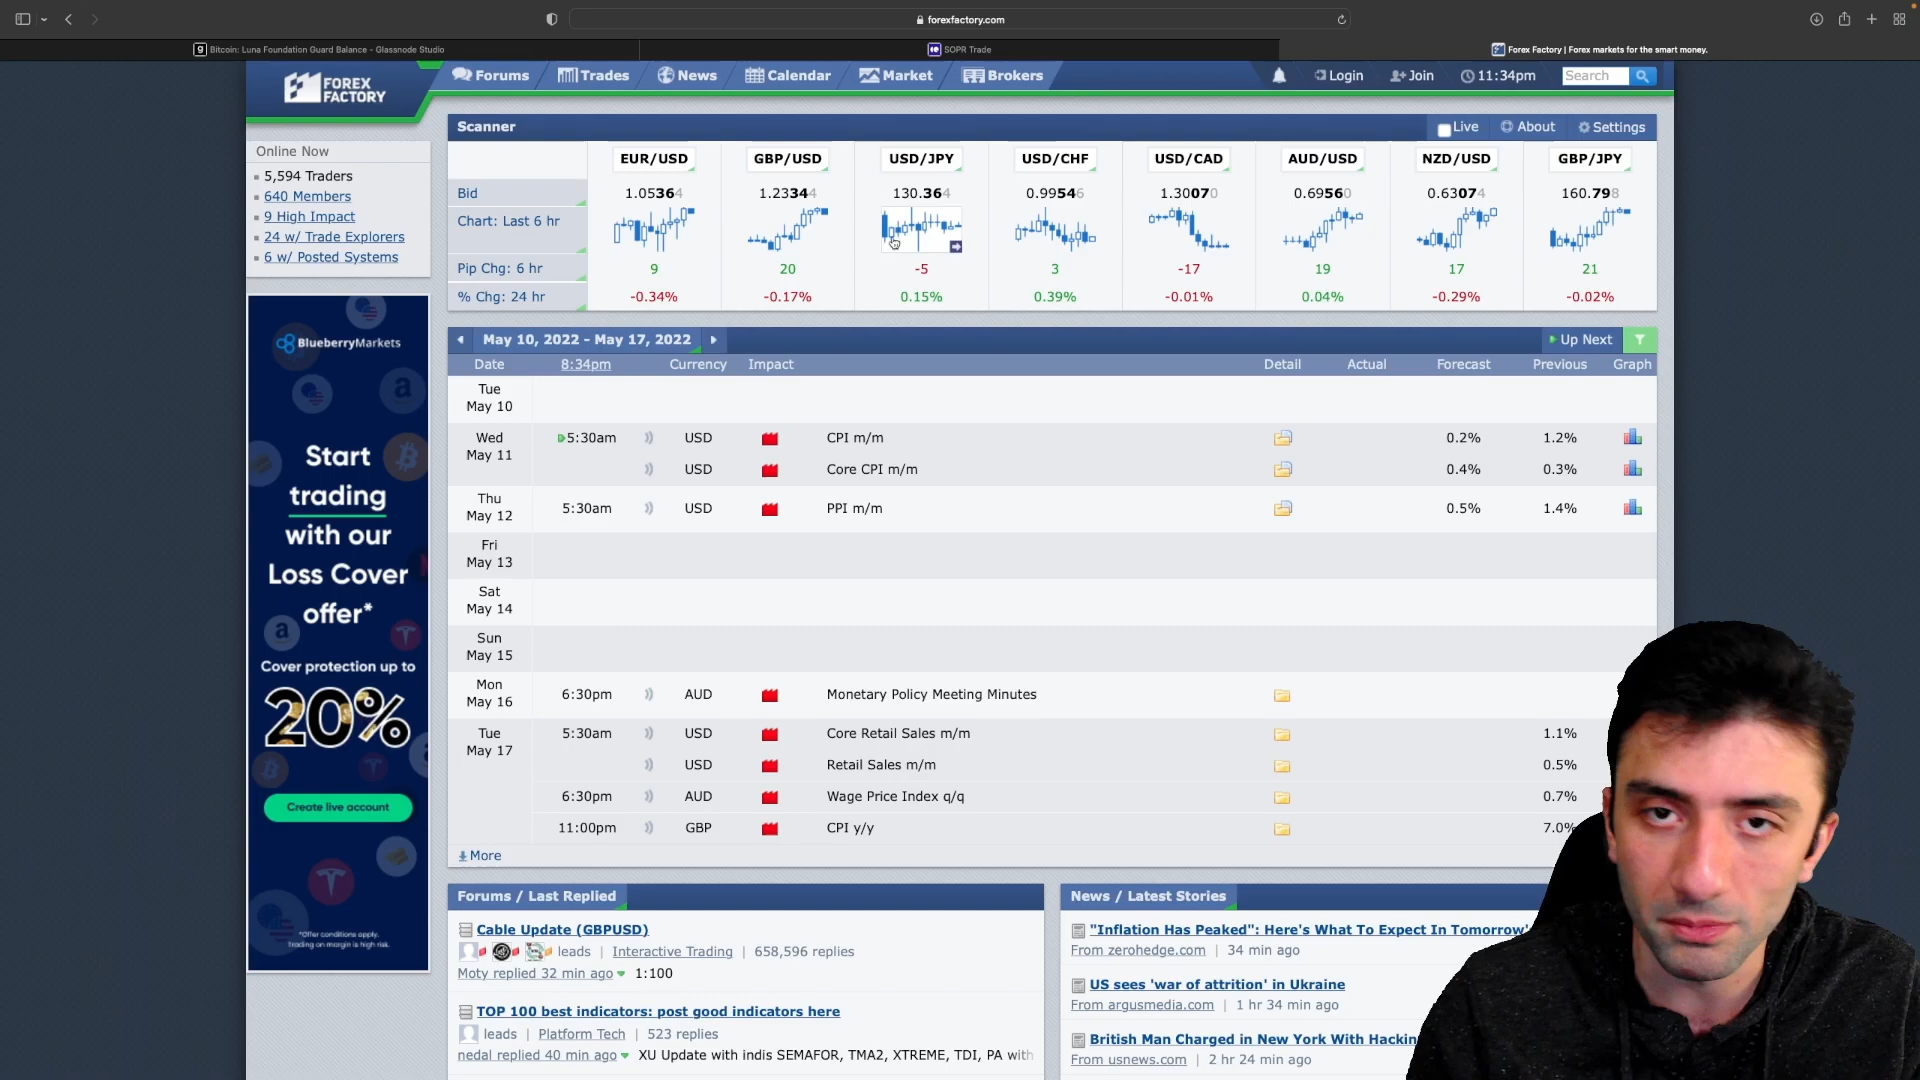 forexfactory.com
Bitcoin: Luna Foundation Guard Balance - Glassnode Studio
SOPR Trade
Forex Factory | Forex markets for the smart money.
FOREX FACTORY
Forums Trades News Calendar Market Brokers
Login Join 11:34pm Search
Online Now
5,594 Traders
640 Members
9 High Impact
24 w/ Trade Explorers
6 w/ Posted Systems
BlueberryMarkets
Start
trading
with our
Loss Cover
offer*
Cover protection up to
20%
Create live account
*Offer conditions apply.
Trading on margin is high risk.
Scanner Live About Settings
EUR/USD GBP/USD USD/JPY USD/CHF USD/CAD AUD/USD NZD/USD GBP/JPY
Bid 1.05364 1.23344 130.364 0.99546 1.30070 0.69560 0.63074 160.798
Chart: Last 6 hr
Pip Chg: 6 hr 9 20 -5 3 -17 19 17 21
% Chg: 24 hr -0.34% -0.17% 0.15% 0.39% -0.01% 0.04% -0.29% -0.02%
May 10, 2022 - May 17, 2022 Up Next
Date 8:34pm Currency Impact Detail Actual Forecast Previous Graph
Tue
May 10
Wed
May 11
5:30am USD CPI m/m 0.2% 1.2%
USD Core CPI m/m 0.4% 0.3%
Thu
May 12
5:30am USD PPI m/m 0.5% 1.4%
Fri
May 13
Sat
May 14
Sun
May 15
Mon
May 16
6:30pm AUD Monetary Policy Meeting Minutes
Tue
May 17
5:30am USD Core Retail Sales m/m 1.1%
USD Retail Sales m/m 0.5%
6:30pm AUD Wage Price Index q/q 0.7%
11:00pm GBP CPI y/y 7.0%
More
Forums / Last Replied
Cable Update (GBPUSD)
leads | Interactive Trading | 658,596 replies
Moty replied 32 min ago 1:100
TOP 100 best indicators: post good indicators here
leads | Platform Tech | 523 replies
nedal replied 40 min ago XU Update with indis SEMAFOR, TMA2, XTREME, TDI, PA with
News / Latest Stories
"Inflation Has Peaked": Here's What To Expect In Tomorrow'
From zerohedge.com | 34 min ago
US sees 'war of attrition' in Ukraine
From argusmedia.com | 1 hr 34 min ago
British Man Charged in New York With Hackin
From usnews.com | 2 hr 24 min ago